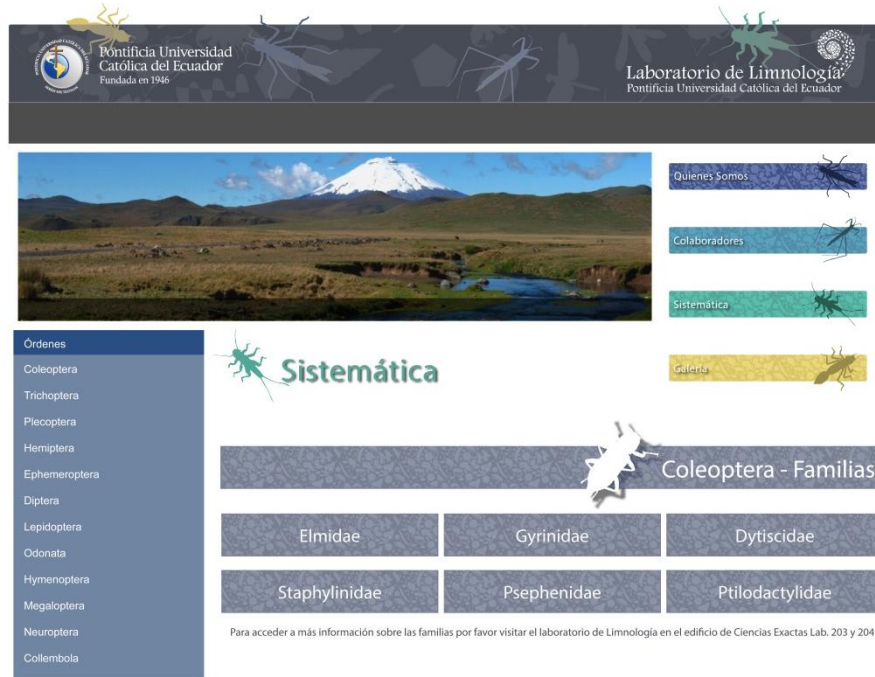 Pontificia Universidad
Católica del Ecuador
Fundada en 1946
Laboratorio de Limnología
Pontificia Universidad Católica del Ecuador
Quienes Somos
Colaboradores
Sistemática
Galería
Órdenes
Coleoptera
Trichoptera
Plecoptera
Hemiptera
Ephemeroptera
Diptera
Lepidoptera
Odonata
Hymenoptera
Megaloptera
Neuroptera
Collembola
Sistemática
Coleoptera - Familias
Elmidae
Gyrinidae
Dytiscidae
Staphylinidae
Psephenidae
Ptilodactylidae
Para acceder a más información sobre las familias por favor visitar el laboratorio de Limnología en el edificio de Ciencias Exactas Lab. 203 y 204